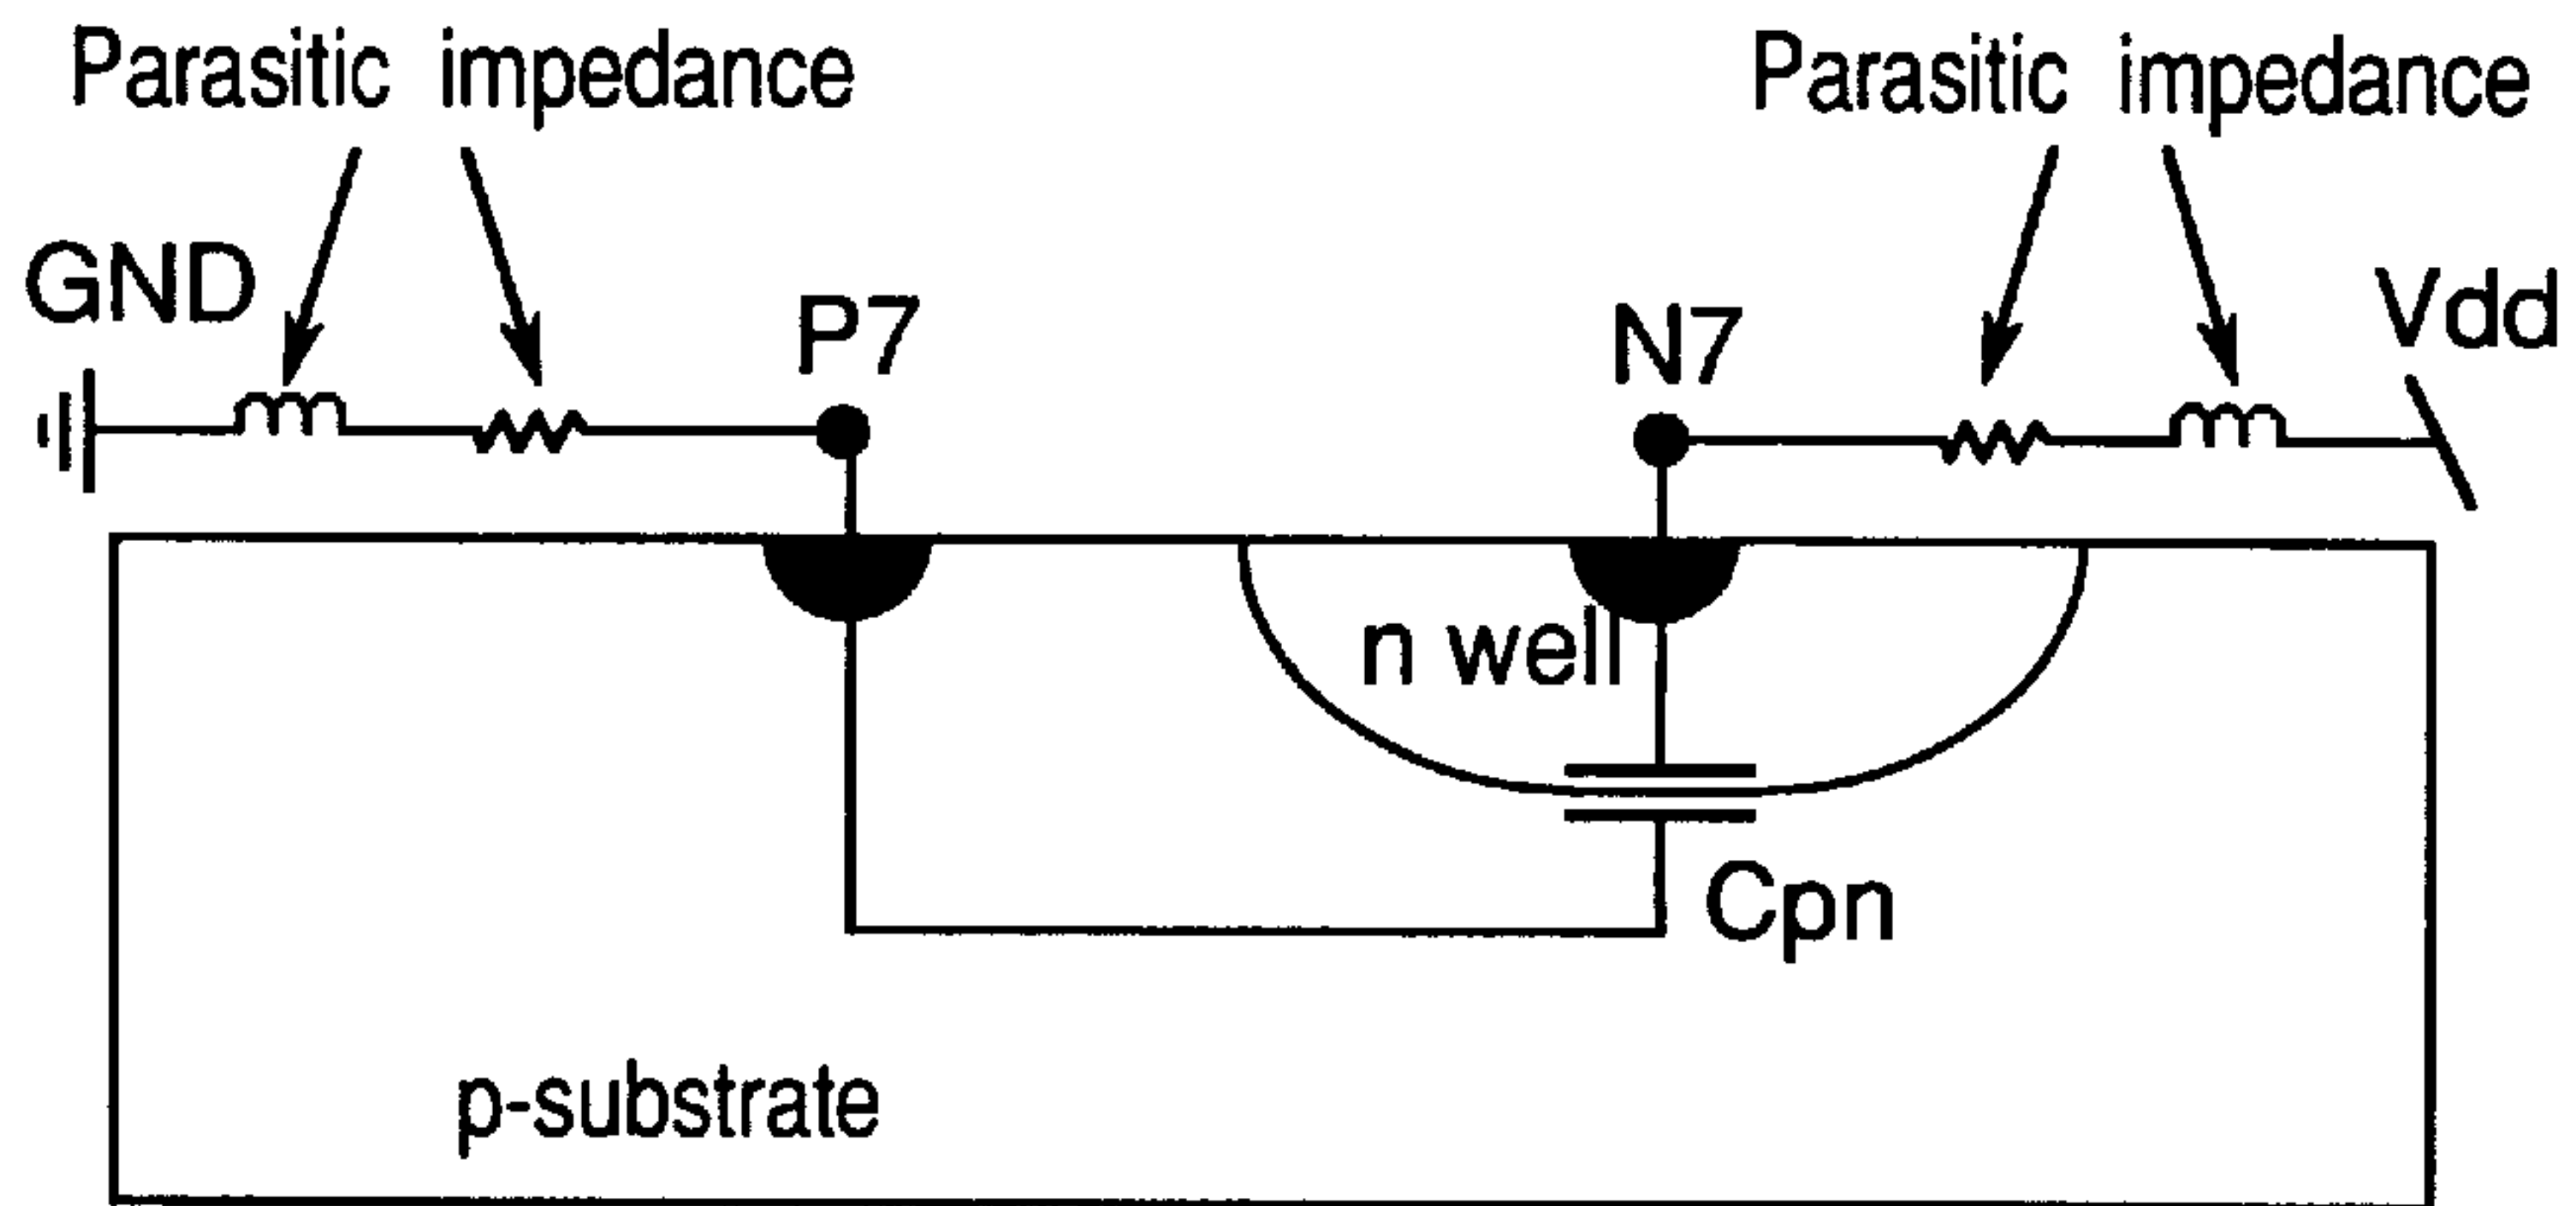 Parasitic impedance
Parasitic impedance
GND
P7
N7
Vdd
n well
Cpn
p-substrate